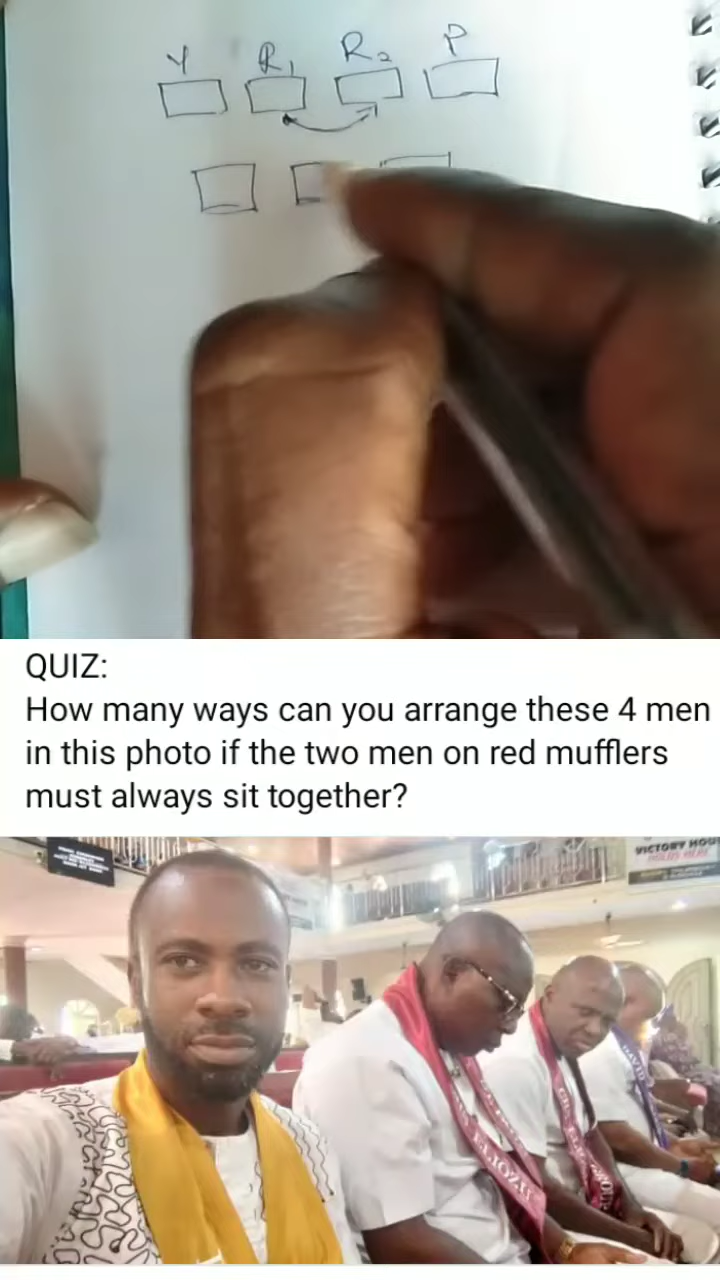 Y R₁ R₂ P
QUIZ:
How many ways can you arrange these 4 men
in this photo if the two men on red mufflers
must always sit together?
VICTORY HOU
DAVID